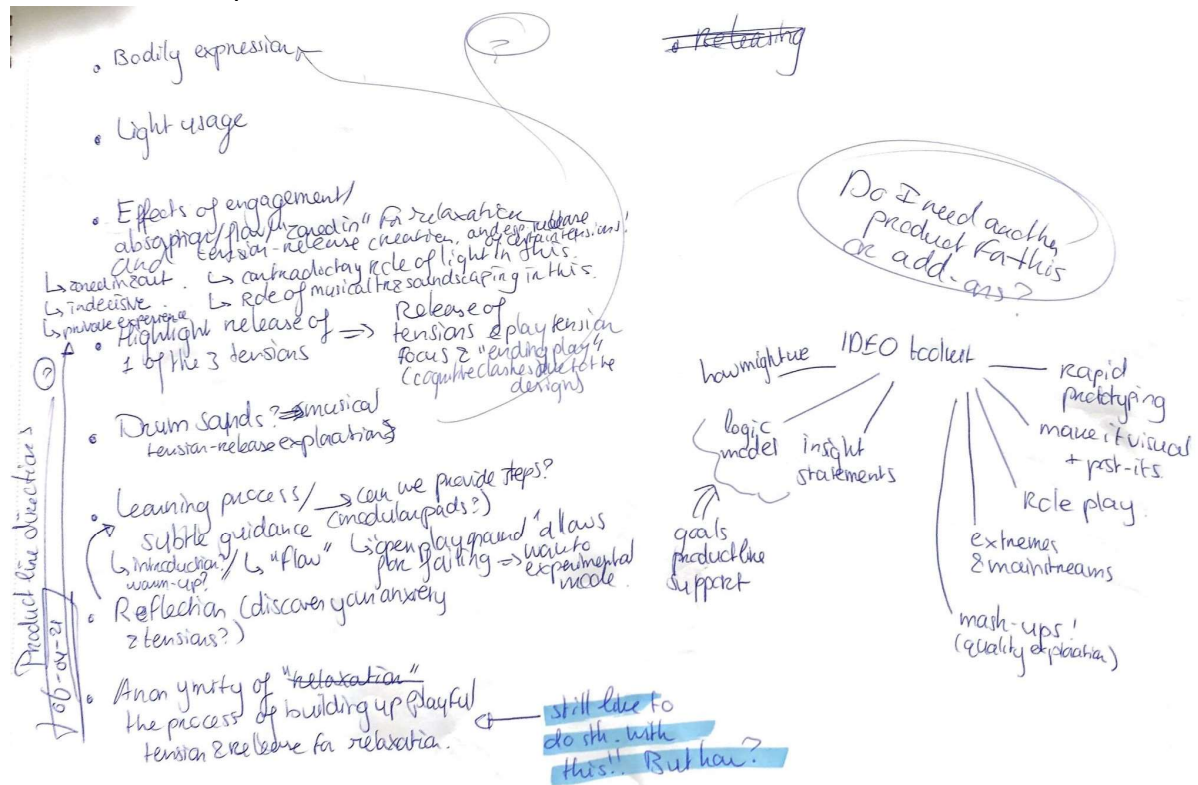 Product line directions
06-04-21
?
?
• Bodily expression
• Light usage
• Effects of engagement/
absorption/flow/"zoned in" for relaxation
and tension-release creation, and esp. release
of certain tensions!
↳ zoned in & out.
↳ indecisive
↳ private experience
↳ contradoctory role of light in this.
↳ Role of musical & soundscaping in this.
• Highlight release of
1 of the 3 tensions
⇒ Release of
tensions & play tension
focus & "ending play"
(cognitive clashes due to the
designs
• Drum sands? musical
tension-release explorations
• Learning process/ → can we provide steps?
subtle guidance (modular pads?)
↳ introduction?/
warm-up?
↳ "flow"
↳ open playground allows
for failing ⇒
experimental
mode.
• Reflection (discover your anxiety
& tensions?)
• Anonymity of "relaxation"
the process of building up playful
tension & release for relaxation.
still like to
do sth. with
this!! But how?
• Releasing
Do I need another
product for this
or add-ons?
IDEO toolkit
how might we
logic
model
goals
product line
support
insight
statements
Rapid
prototyping
make it visual
+ post-its.
Role play
extremes
& mainstreams
mash-ups!
(quality exploration)